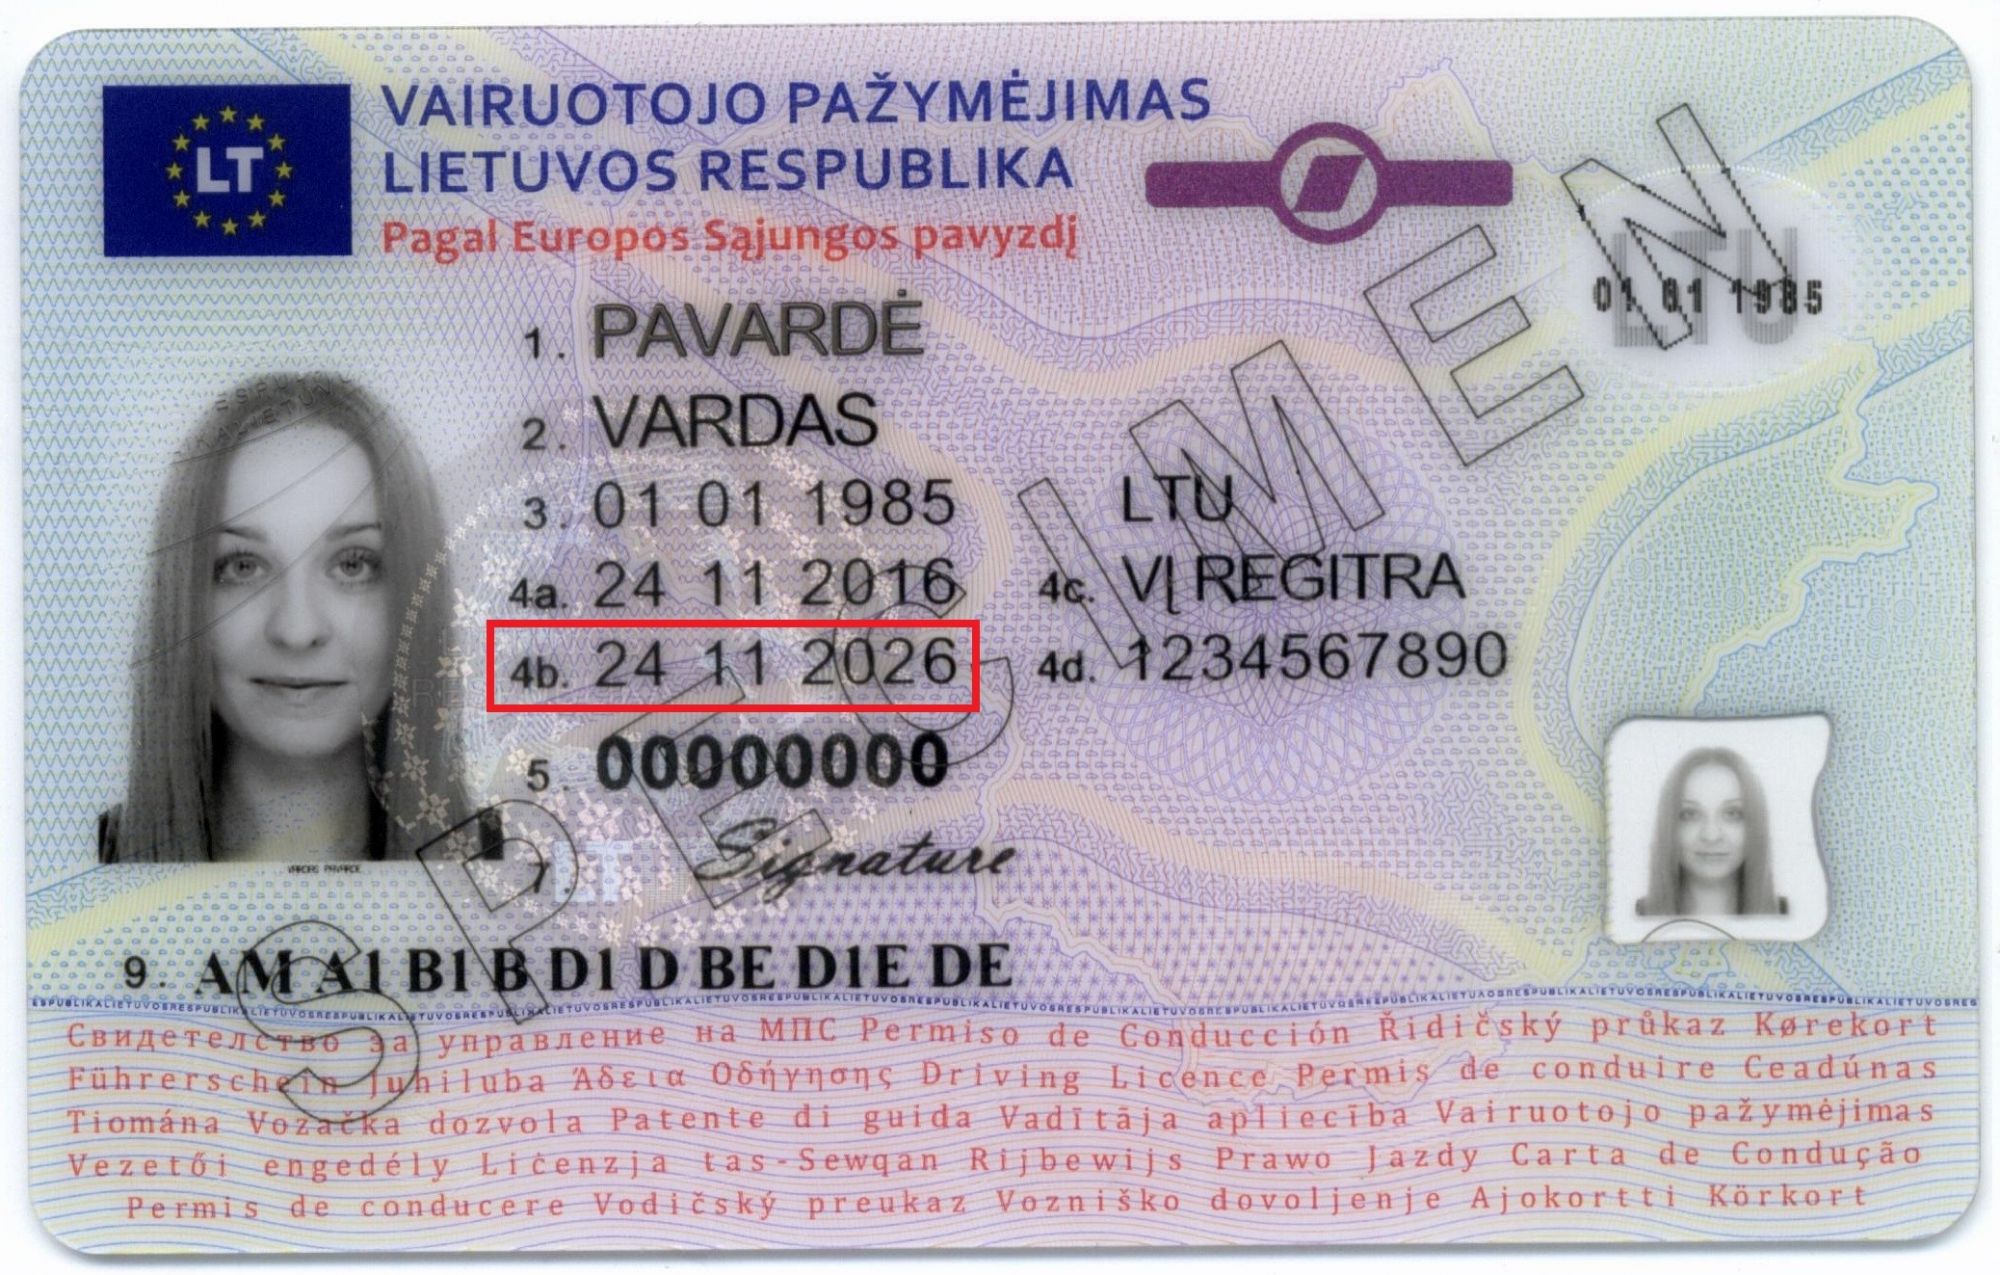 LT
VAIRUOTOJO PAŽYMĖJIMAS
LIETUVOS RESPUBLIKA
Pagal Europos Sąjungos pavyzdį
LTU
01 01 1985
1. PAVARDĖ
2. VARDAS
3. 01 01 1985 LTU
4a. 24 11 2016 4c. VĮ REGITRA
4b. 24 11 2026 4d. 1234567890
5 00000000
7. Signature
VARDAS PAVARDĖ
LT
9. AM A1 B1 B D1 D BE D1E DE
SPECIMEN
ESPUBLIKALIETUVOSRESPUBLIKALIETUVOSRESPUBLIKALIETUVOSRESPUBLIKALIETUVOSRESPUBLIKALIETUVOSRES
Свидетелство за управление на МПС Permiso de Conducción Řidičský průkaz Kørekort
Führerschein Juhiluba Άδεια Οδήγησης Driving Licence Permis de conduire Ceadúnas
Tiomána Vozačka dozvola Patente di guida Vadītāja apliecība Vairuotojo pažymėjimas
Vezetői engedély Liċenzja tas-Sewqan Rijbewijs Prawo Jazdy Carta de Condução
Permis de conducere Vodičský preukaz Vozniško dovoljenje Ajokortti Körkort